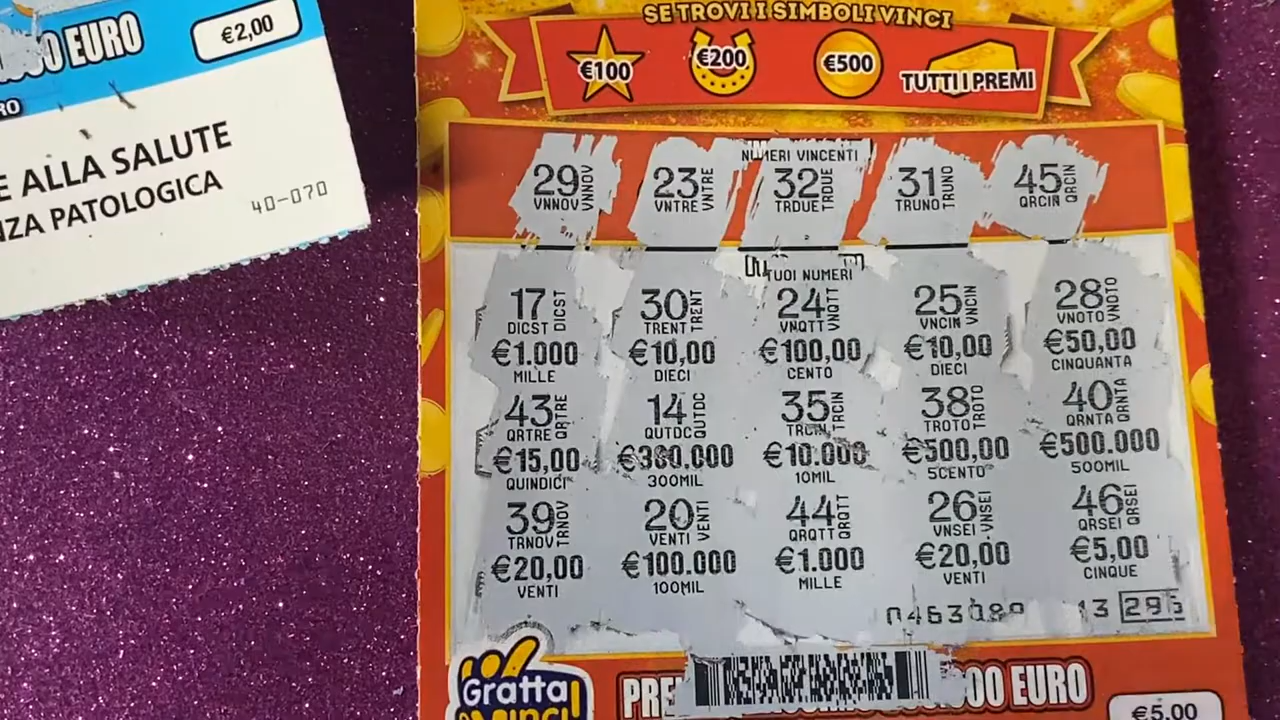 EURO
€2,00
RO
E ALLA SALUTE
NZA PATOLOGICA
40-070
SE TROVI I SIMBOLI VINCI
€100 €200 €500 TUTTI I PREMI
NUMERI VINCENTI
29 VNNOV 23 VNTRE 32 TRDUE 31 TRUNO 45 QRCIN
VNNOV VNTRE TRDUE TRUNO QRCIN
I TUOI NUMERI
17 DICST 30 TRENT 24 VNQTT 25 VNCIN 28 VNOTO
DICST TRENT VNQTT VNCIN VNOTO
€1.000 €10,00 €100,00 €10,00 €50,00
MILLE DIECI CENTO DIECI CINQUANTA
43 QRTRE 14 QUTDC 35 TRCIN 38 TROTO 40 QRNTA
QRTRE QUTDC TRCIN TROTO QRNTA
€15,00 €300.000 €10.000 €500,00 €500.000
QUINDICI 300MIL 10MIL 5CENTO 500MIL
39 TRNOV 20 VENTI 44 QRQTT 26 VNSEI 46 QRSEI
TRNOV VENTI QRQTT VNSEI QRSEI
€20,00 €100.000 €1.000 €20,00 €5,00
VENTI 100MIL MILLE VENTI CINQUE
13
Gratta
e Vinci
EURO
€5,00